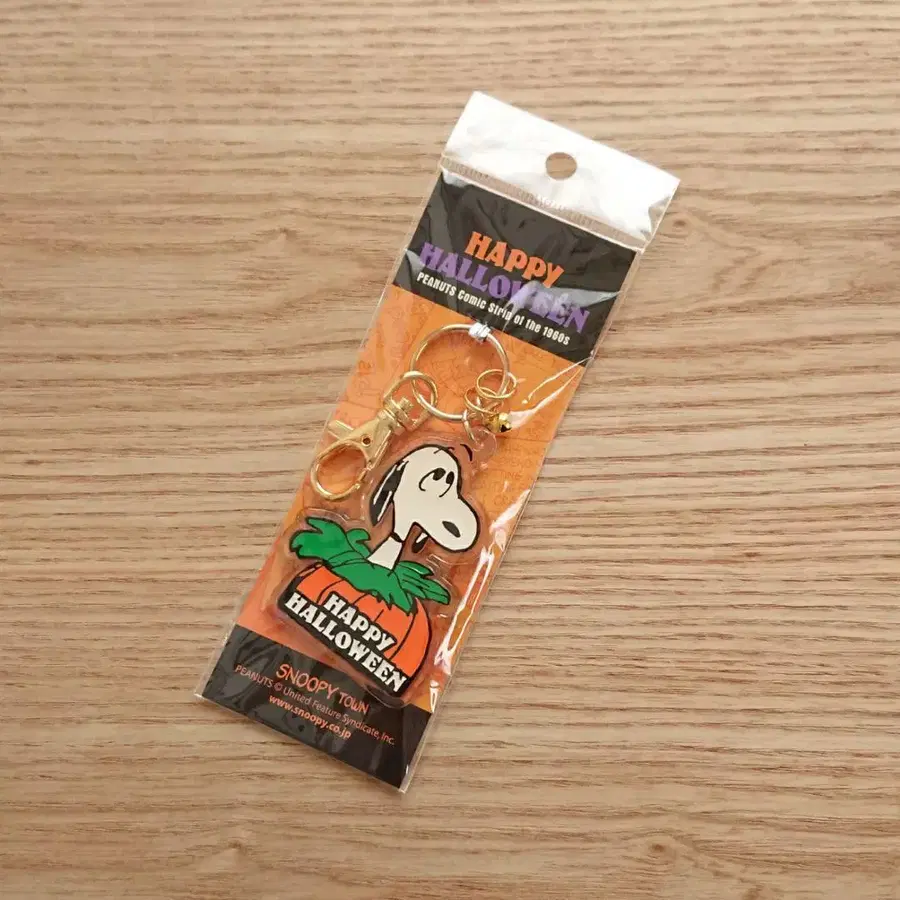 HAPPY
HALLOWEEN
PEANUTS Comic Strip of the 1960s
HAPPY
HALLOWEEN
SNOOPY TOWN
PEANUTS © United Feature Syndicate, Inc.
www.snoopy.co.jp